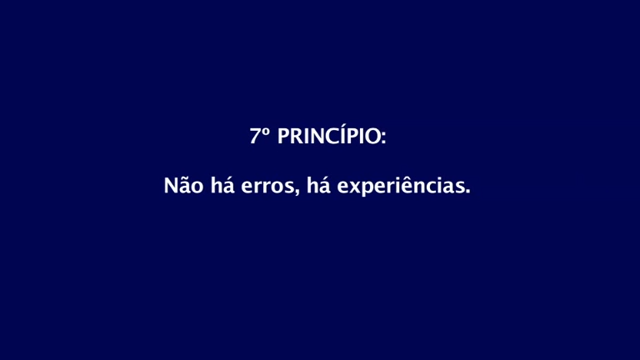 7º PRINCÍPIO:
Não há erros, há experiências.